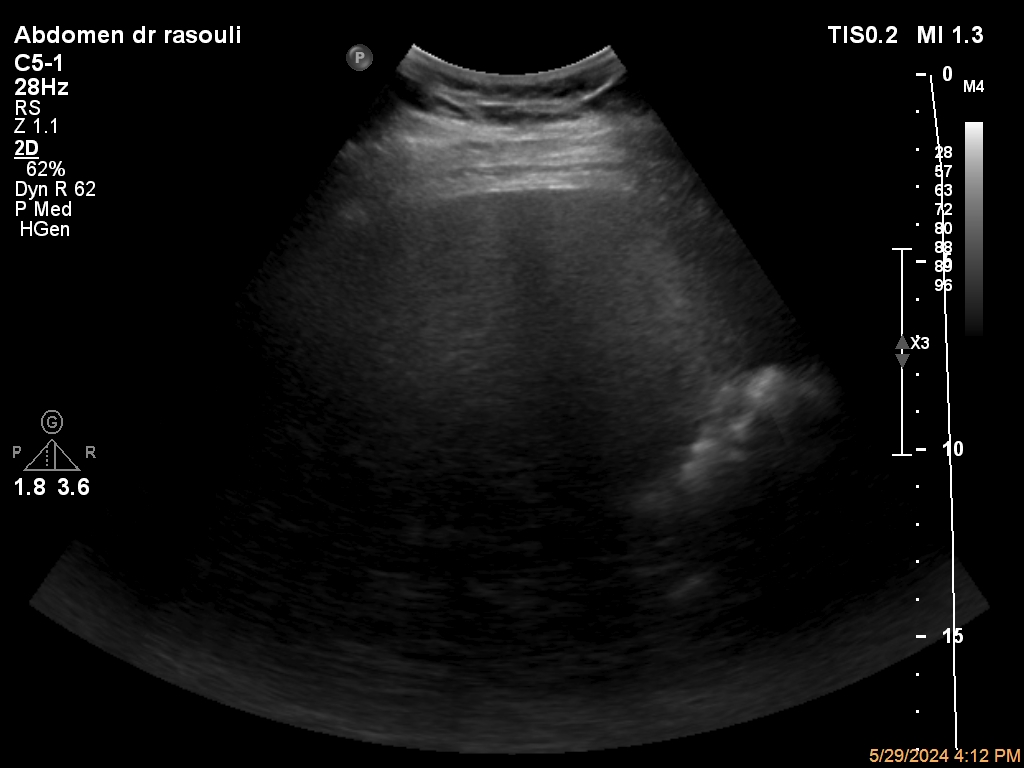 Abdomen dr rasouli
TIS0.2 MI 1.3
C5-1
28Hz
RS
Z 1.1
2D
62%
Dyn R 62
P Med
HGen
P
0
M4
28
57
63
72
80
88
89
96
X3
10
15
G
P R
1.8 3.6
5/29/2024 4:12 PM